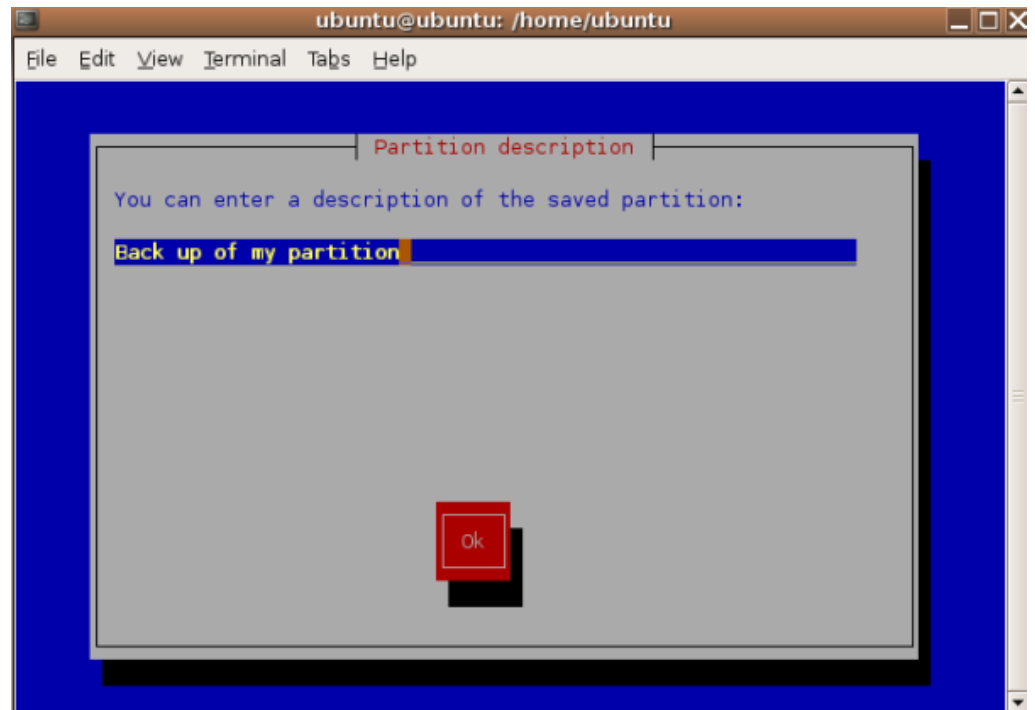 ubuntu@ubuntu: /home/ubuntu
File Edit View Terminal Tabs Help
Partition description
You can enter a description of the saved partition:
Back up of my partition
Ok